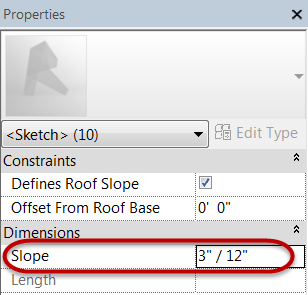 Properties
<Sketch> (10)
Edit Type
Constraints
Defines Roof Slope
Offset From Roof Base 0' 0"
Dimensions
Slope 3" / 12"
Length